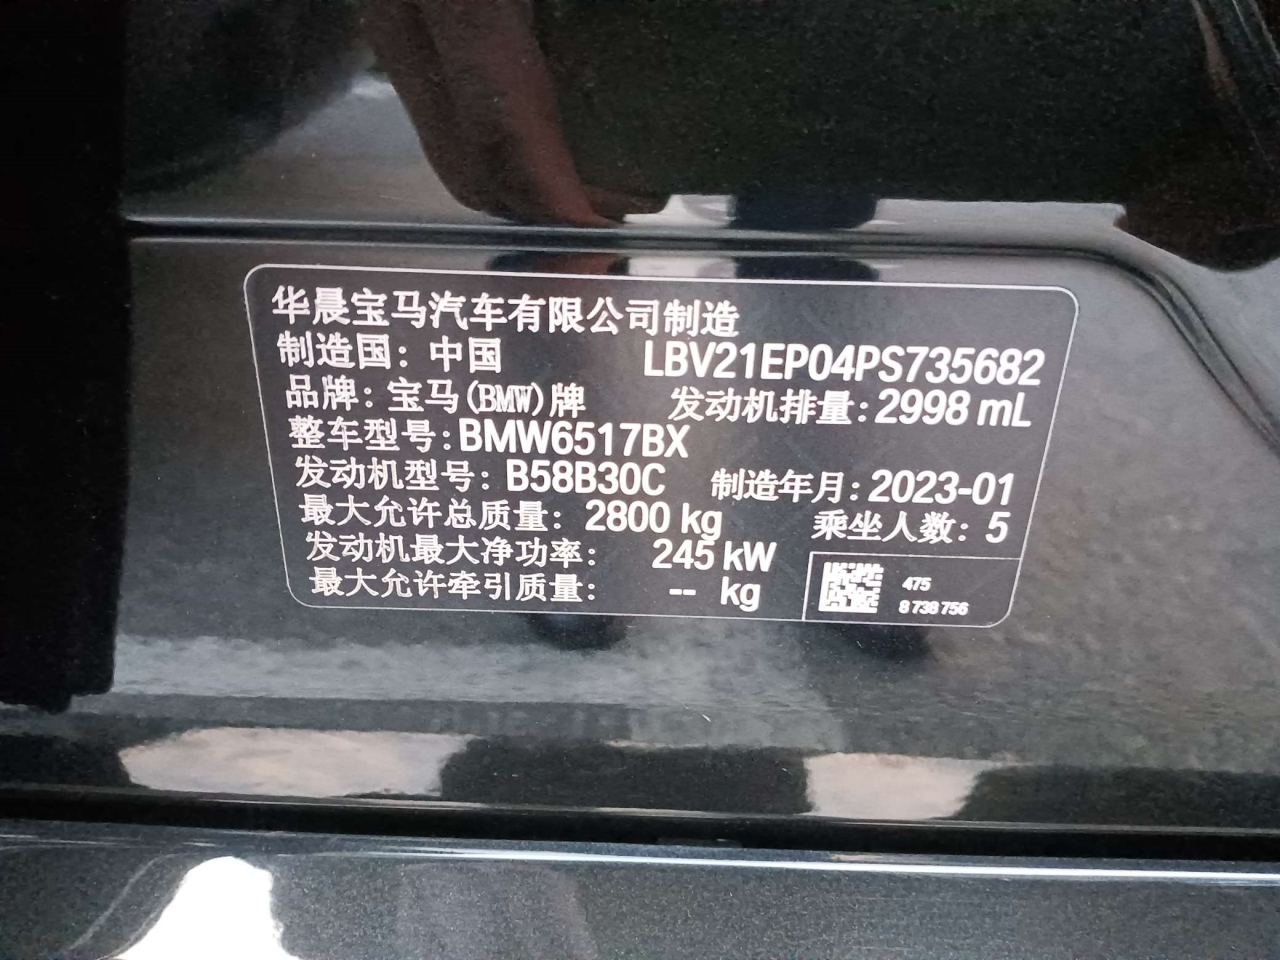 华晨宝马汽车有限公司制造
制造国：中国 LBV21EP04PS735682
品牌：宝马(BMW)牌 发动机排量：2998 mL
整车型号：BMW6517BX
发动机型号：B58B30C 制造年月：2023-01
最大允许总质量：2800 kg 乘坐人数：5
发动机最大净功率：245 kW
最大允许牵引质量：-- kg
475
8 738 756